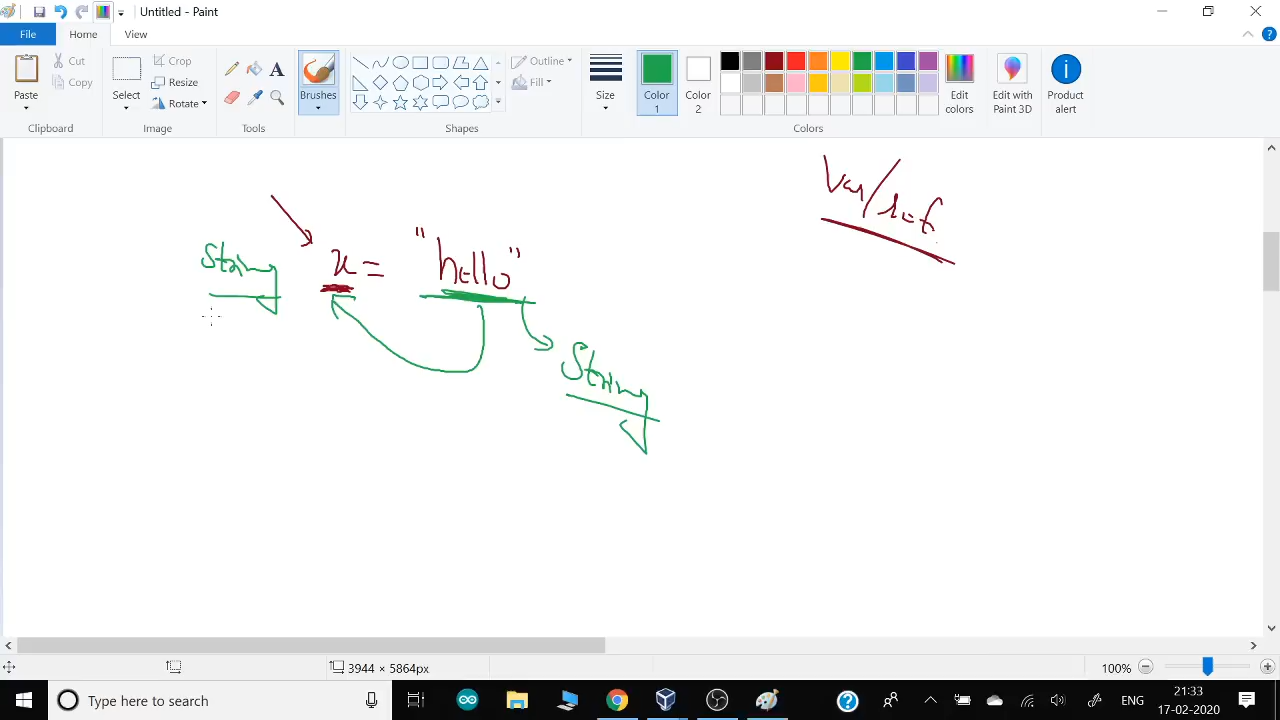 Untitled - Paint
File Home View
Paste
Cut
Copy
Clipboard
Select
Crop
Resize
Rotate
Image
A
Tools
Brushes
Outline
Fill
Shapes
Size
Color 1
Color 2
Edit colors
Colors
Edit with Paint 3D
Product alert
Var/ref
String x = "hello"
String
3944 × 5864px
100%
Type here to search
ENG
21:33
17-02-2020